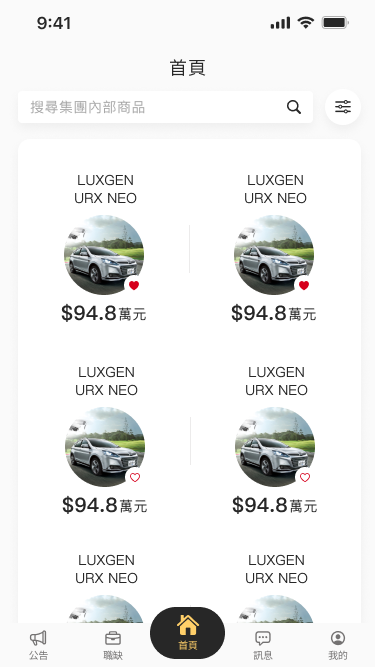 9:41
首頁
搜尋集團內部商品
LUXGEN
URX NEO
$94.8萬元
LUXGEN
URX NEO
$94.8萬元
LUXGEN
URX NEO
$94.8萬元
LUXGEN
URX NEO
$94.8萬元
LUXGEN
URX NEO
LUXGEN
URX NEO
公告
職缺
首頁
訊息
我的